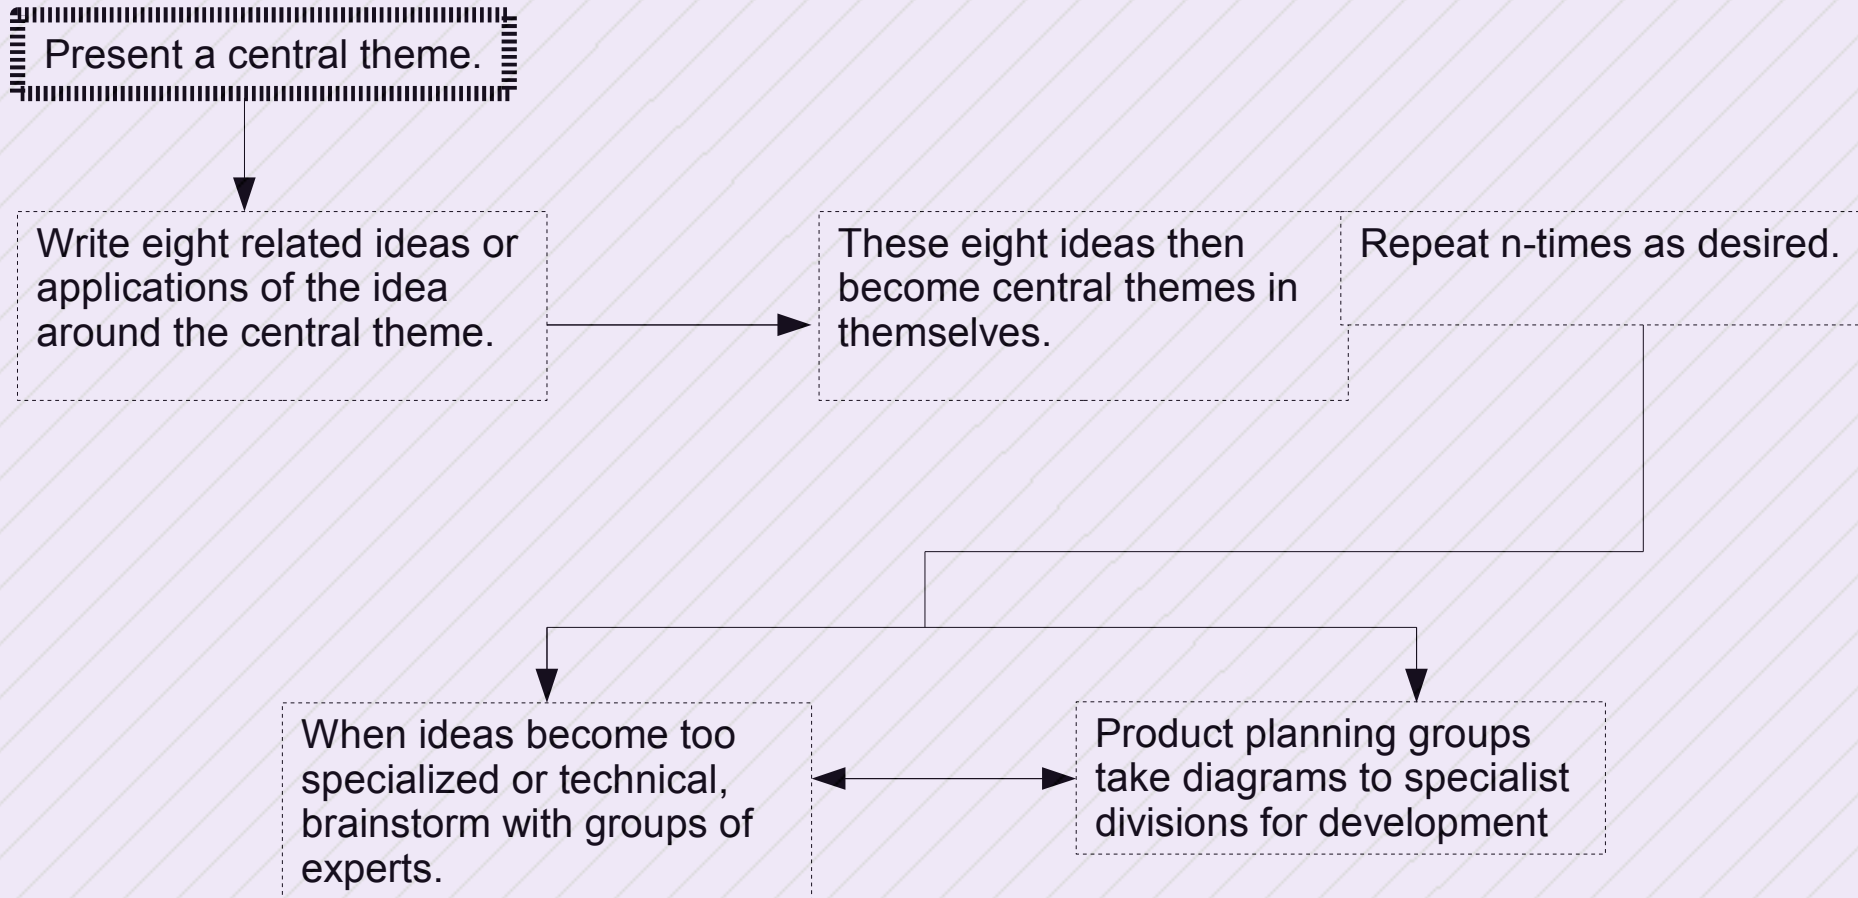 Present a central theme.
Write eight related ideas or
applications of the idea
around the central theme.
These eight ideas then
become central themes in
themselves.
Repeat n-times as desired.
When ideas become too
specialized or technical,
brainstorm with groups of
experts.
Product planning groups
take diagrams to specialist
divisions for development